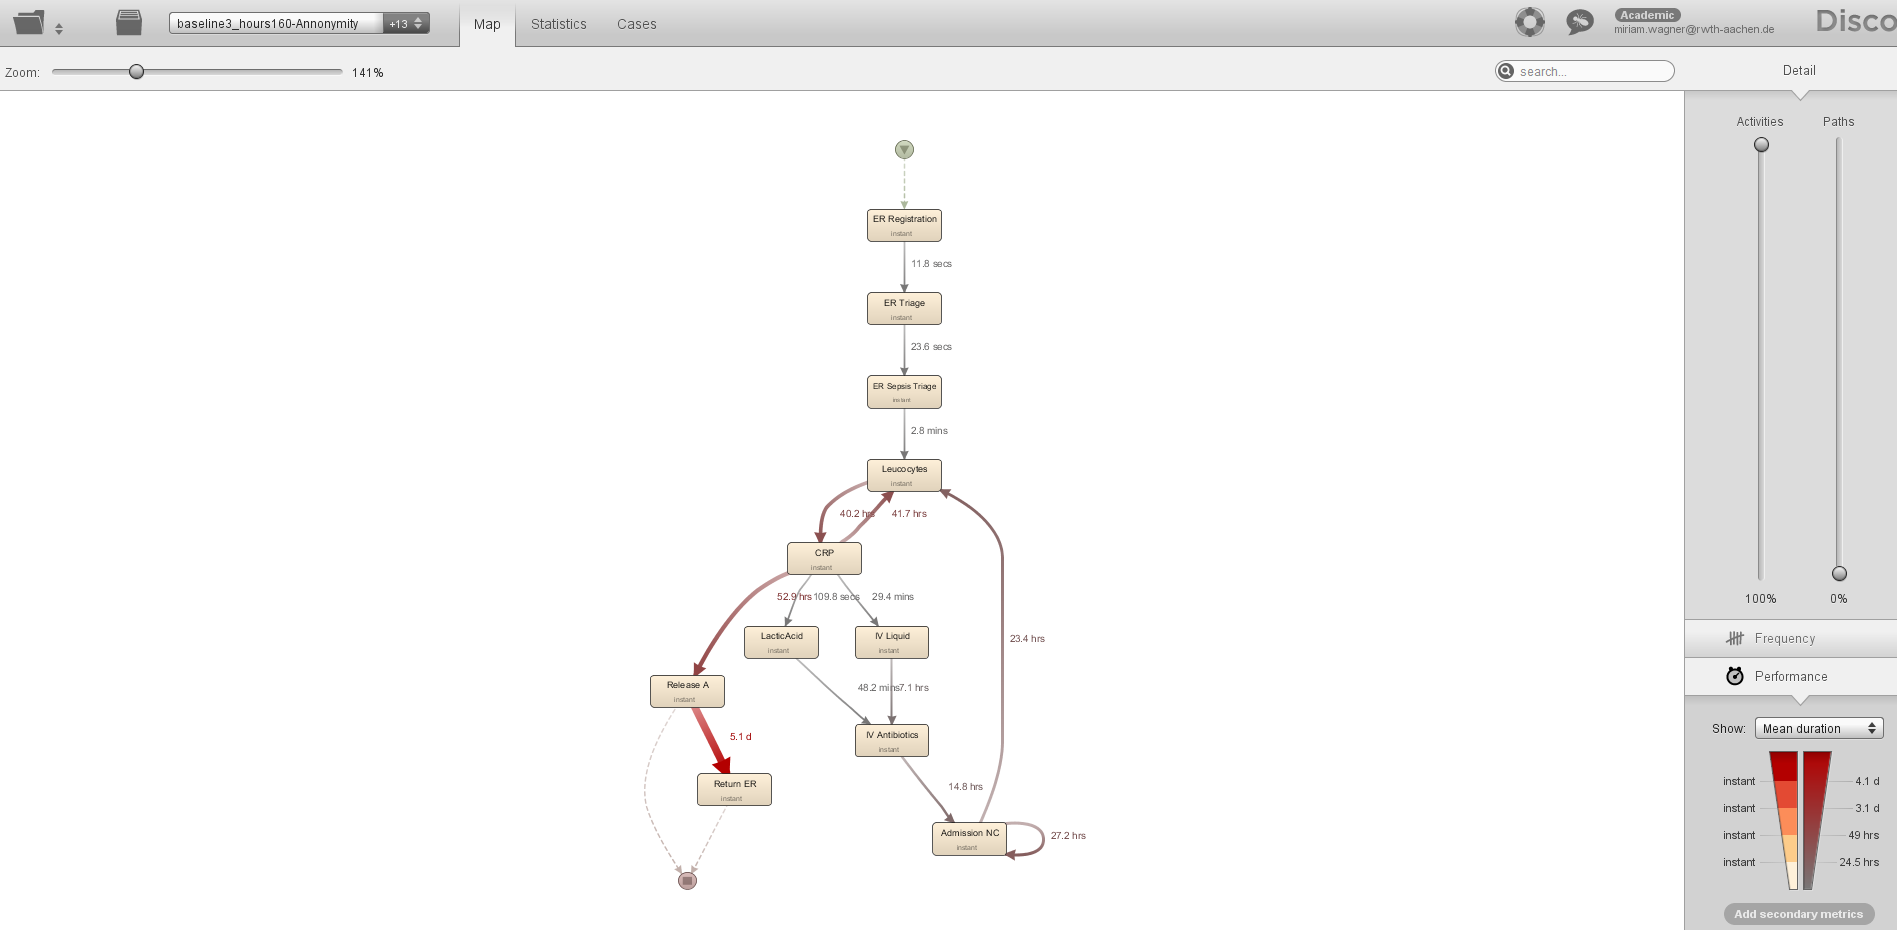 baseline3_hours160-Annonymity +13
Map Statistics Cases
Academic
miriam.wagner@rwth-aachen.de
Disco
Zoom: 141%
search...
Detail
Activities Paths
100% 0%
Frequency
Performance
Show: Mean duration
instant 4.1 d
instant 3.1 d
instant 49 hrs
instant 24.5 hrs
Add secondary metrics
ER Registration
instant
11.8 secs
ER Triage
instant
23.6 secs
ER Sepsis Triage
instant
2.8 mins
Leucocytes
instant
40.2 hrs 41.7 hrs
CRP
instant
52.9 hrs 109.8 secs 29.4 mins
LacticAcid
instant
IV Liquid
instant
23.4 hrs
Release A
instant
48.2 mins 7.1 hrs
5.1 d
IV Antibiotics
instant
Return ER
instant
14.8 hrs
Admission NC
instant
27.2 hrs